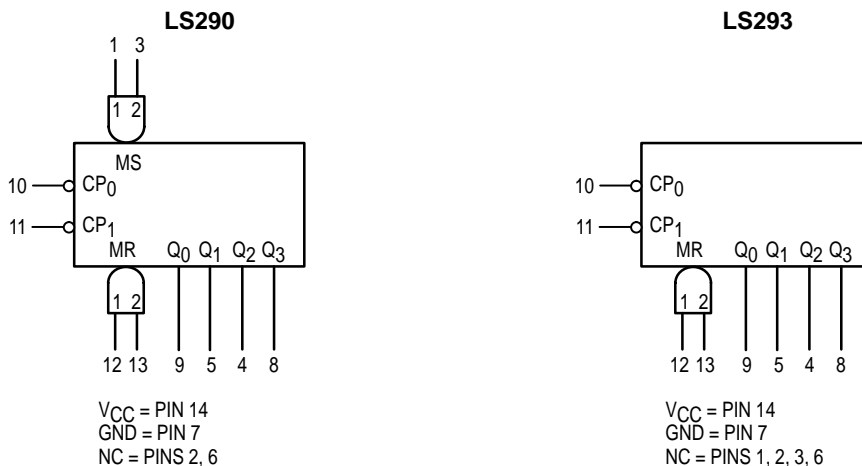 LS290
LS293
1 3
1 2
MS
10 CP0
11 CP1
MR Q0 Q1 Q2 Q3
1 2
12 13 9 5 4 8
VCC = PIN 14
GND = PIN 7
NC = PINS 2, 6
10 CP0
11 CP1
MR Q0 Q1 Q2 Q3
1 2
12 13 9 5 4 8
VCC = PIN 14
GND = PIN 7
NC = PINS 1, 2, 3, 6